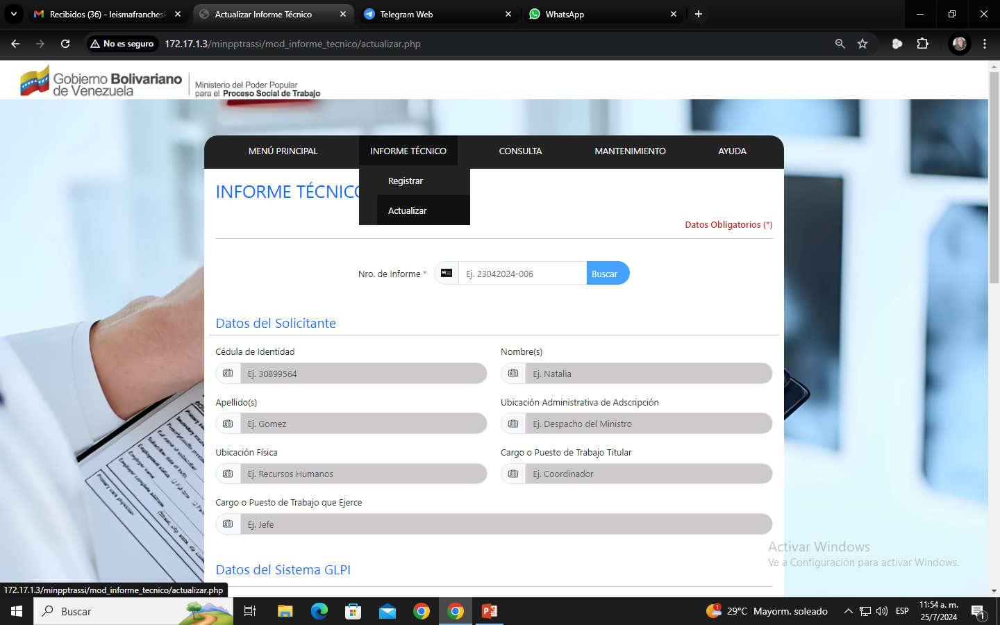 Recibidos (36) - leismafranchesk
Actualizar Informe Técnico
Telegram Web
WhatsApp
No es seguro
172.17.1.3/minpptrassi/mod_informe_tecnico/actualizar.php
Gobierno Bolivariano
de Venezuela
Ministerio del Poder Popular
para el Proceso Social de Trabajo
MENÚ PRINCIPAL
INFORME TÉCNICO
CONSULTA
MANTENIMIENTO
AYUDA
Registrar
Actualizar
INFORME TÉCNICO
Datos Obligatorios (*)
Nro. de Informe *
Ej. 23042024-006
Buscar
Datos del Solicitante
Cédula de Identidad
Nombre(s)
Ej. 30899564
Ej. Natalia
Apellido(s)
Ubicación Administrativa de Adscripción
Ej. Gomez
Ej. Despacho del Ministro
Ubicación Física
Cargo o Puesto de Trabajo Titular
Ej. Recursos Humanos
Ej. Coordinador
Cargo o Puesto de Trabajo que Ejerce
Ej. Jefe
Datos del Sistema GLPI
Activar Windows
Ve a Configuración para activar Windows.
172.17.1.3/minpptrassi/mod_informe_tecnico/actualizar.php
Buscar
1
29°C Mayorm. soleado
ESP
11:54 a. m.
25/7/2024
1